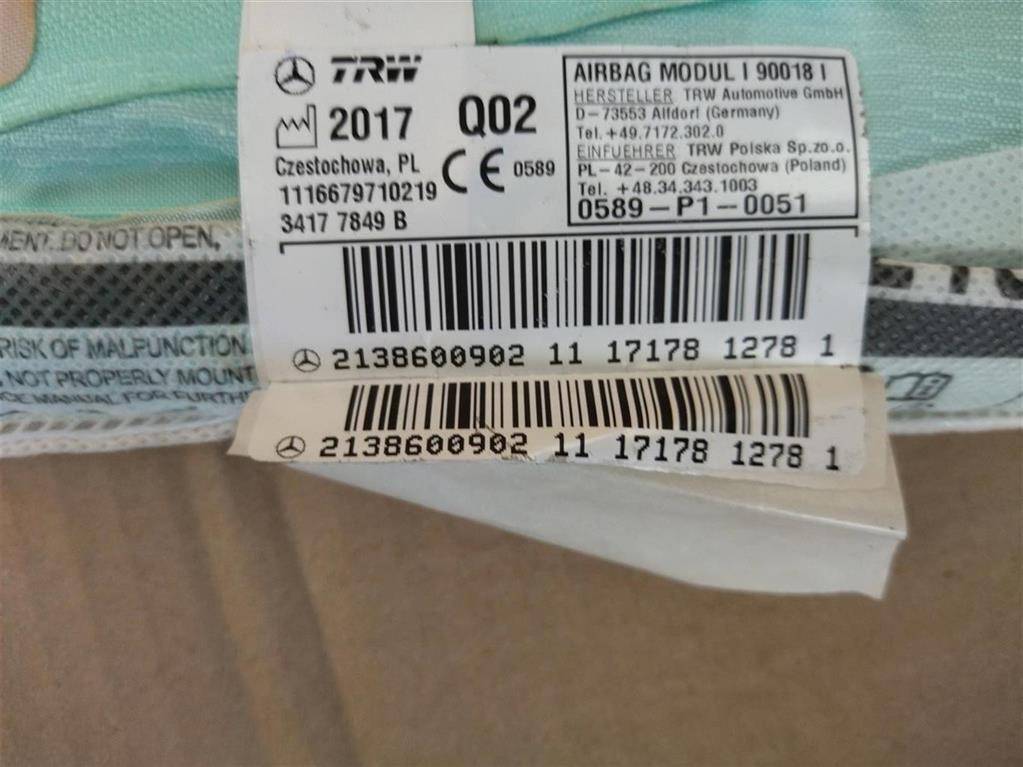 TRW
2017 Q02
Czestochowa, PL
1116679710219
CE 0589
3417 7849 B
AIRBAG MODUL I 90018 I
HERSTELLER TRW Automotive GmbH
D-73553 Alfdorf (Germany)
Tel. +49.7172.302.0
EINFUEHRER TRW Polska Sp.zo.o.
PL-42-200 Czestochowa (Poland)
Tel. +48.34.343.1003
0589-P1-0051
DO NOT OPEN,
2138600902 11 17178 1278 1
RISK OF MALFUNCTION
NOT PROPERLY MOUNT
MANUAL FOR
2138600902 11 17178 1278 1